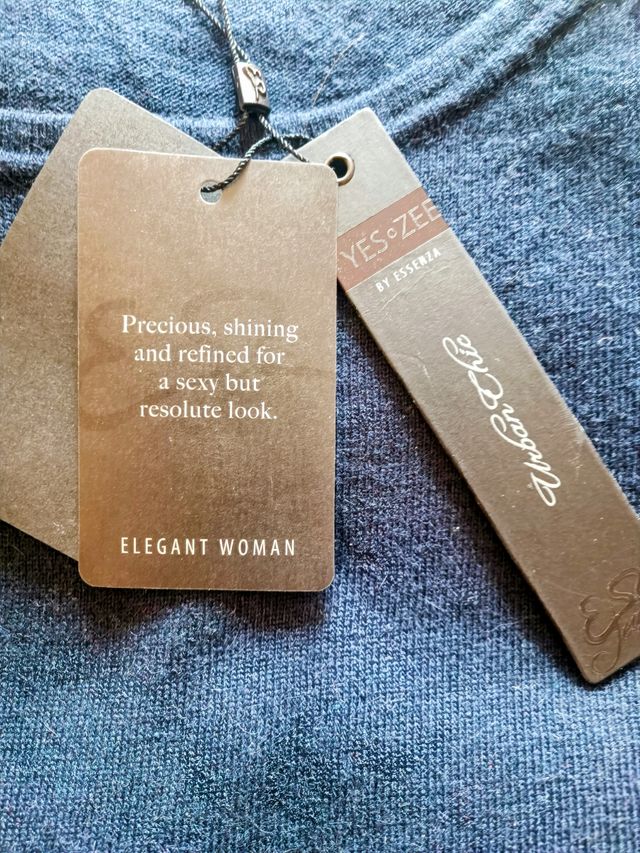 Precious, shining
and refined for
a sexy but
resolute look.
ELEGANT WOMAN
YES ZEE
BY ESSENZA
Urban Chic